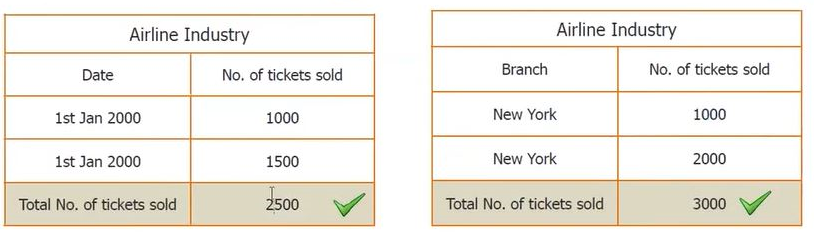 Airline Industry
Date No. of tickets sold
1st Jan 2000 1000
1st Jan 2000 1500
Total No. of tickets sold 2500
Airline Industry
Branch No. of tickets sold
New York 1000
New York 2000
Total No. of tickets sold 3000